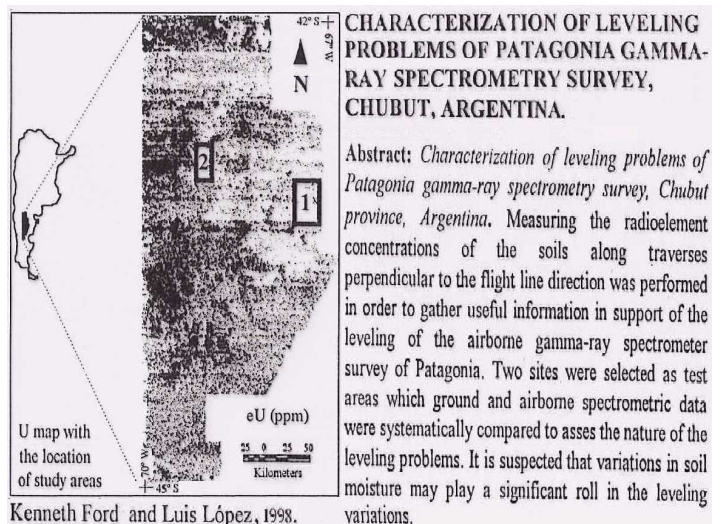 42° S
67° W
N
2
1
eU (ppm)
25 0 25 50
Kilometers
70° W
45° S
U map with
the location
of study areas
Kenneth Ford and Luis López, 1998.
CHARACTERIZATION OF LEVELING
PROBLEMS OF PATAGONIA GAMMA-
RAY SPECTROMETRY SURVEY,
CHUBUT, ARGENTINA.
Abstract: Characterization of leveling problems of
Patagonia gamma-ray spectrometry survey, Chubut
province, Argentina. Measuring the radioelement
concentrations of the soils along traverses
perpendicular to the flight line direction was performed
in order to gather useful information in support of the
leveling of the airborne gamma-ray spectrometer
survey of Patagonia. Two sites were selected as test
areas which ground and airborne spectrometric data
were systematically compared to asses the nature of the
leveling problems. It is suspected that variations in soil
moisture may play a significant roll in the leveling
variations.